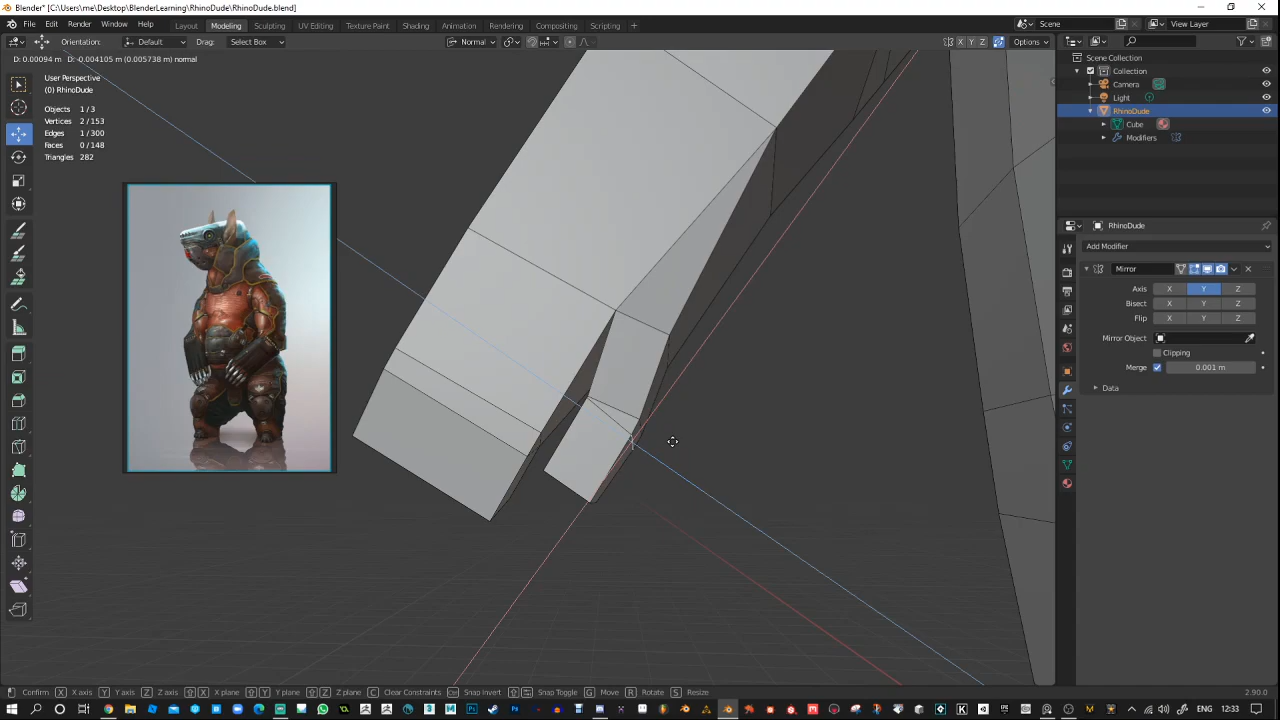 Blender* [C:\Users\me\Desktop\BlenderLearning\RhinoDude\RhinoDude.blend]
File Edit Render Window Help Layout Modeling Sculpting UV Editing Texture Paint Shading Animation Rendering Compositing Scripting + Scene View Layer
Orientation: Default Drag: Select Box Normal X Y Z Options
D: 0.00094 m D: -0.004105 m (0.005738 m) normal
User Perspective
(0) RhinoDude
Objects 1/3
Vertices 2/153
Edges 1/300
Faces 0/148
Triangles 282
Scene Collection
Collection
Camera
Light
RhinoDude
Cube
Modifiers
RhinoDude
Add Modifier
Mirror
Axis X Y Z
Bisect X Y Z
Flip X Y Z
Mirror Object
Clipping
Merge 0.001 m
Data
Confirm X X axis Y Y axis Z Z axis X X plane Y Y plane Z Z plane C Clear Constraints Snap Invert Snap Toggle G Move R Rotate S Resize 2.90.0
ENG 12:33